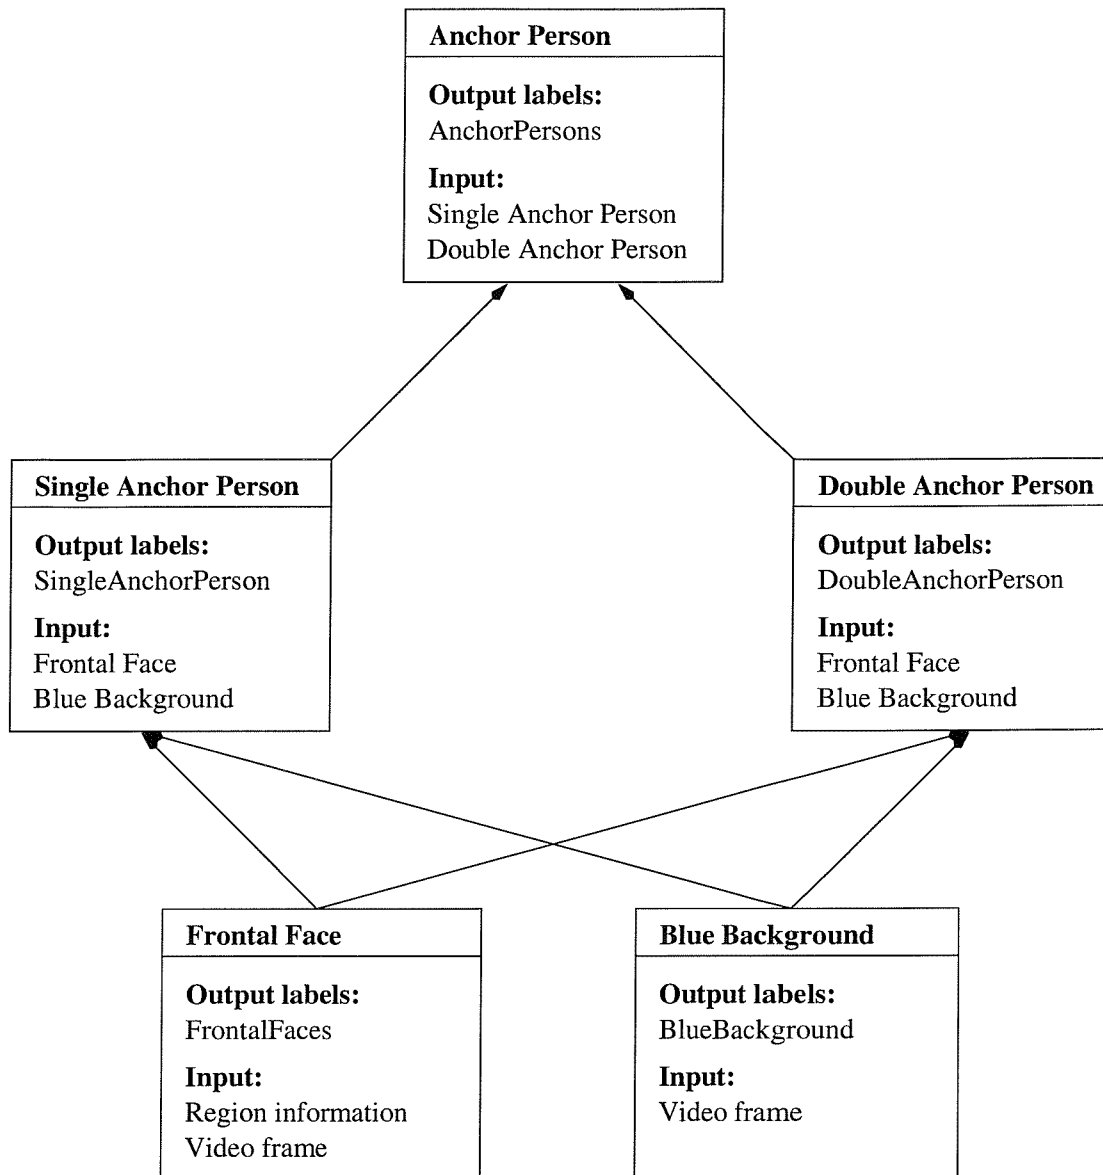 Anchor Person
Output labels:
AnchorPersons
Input:
Single Anchor Person
Double Anchor Person
Single Anchor Person
Output labels:
SingleAnchorPerson
Input:
Frontal Face
Blue Background
Double Anchor Person
Output labels:
DoubleAnchorPerson
Input:
Frontal Face
Blue Background
Frontal Face
Output labels:
FrontalFaces
Input:
Region information
Video frame
Blue Background
Output labels:
BlueBackground
Input:
Video frame